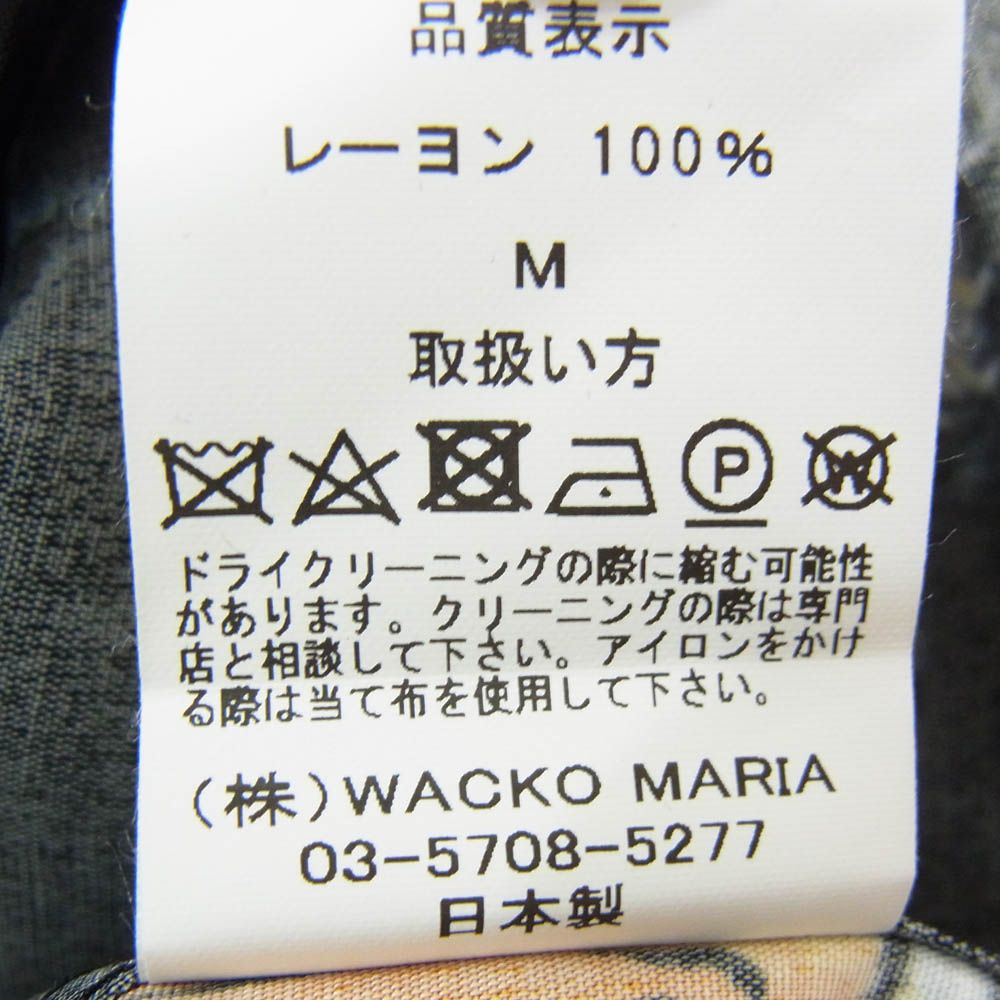 品質表示
レーヨン 100%
M
取扱い方
P W
ドライクリーニングの際に縮む可能性
があります。クリーニングの際は専門
店と相談して下さい。アイロンをかけ
る際は当て布を使用して下さい。
(株)WACKO MARIA
03-5708-5277
日本製